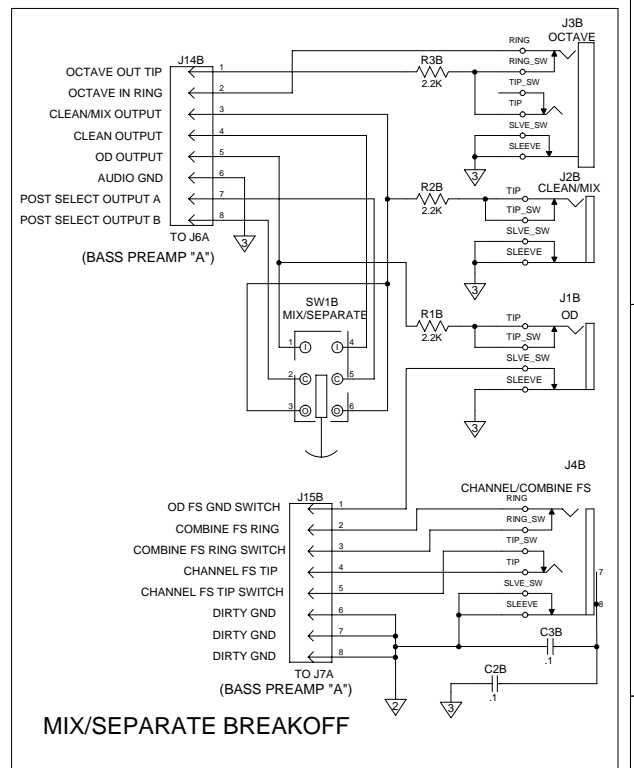 J3B
OCTAVE
RING
RING_SW
TIP_SW
TIP
SLVE_SW
SLEEVE
R3B
2.2K
3
J14B
OCTAVE OUT TIP 1
OCTAVE IN RING 2
CLEAN/MIX OUTPUT 3
CLEAN OUTPUT 4
OD OUTPUT 5
AUDIO GND 6
POST SELECT OUTPUT A 7
POST SELECT OUTPUT B 8
TO J6A
(BASS PREAMP "A")
3
J2B
CLEAN/MIX
R2B
2.2K
TIP
TIP_SW
SLVE_SW
SLEEVE
3
SW1B
MIX/SEPARATE
1 I I 4
2 C C 5
3 O O 6
J1B
OD
R1B
2.2K
TIP
TIP_SW
SLVE_SW
SLEEVE
3
J4B
CHANNEL/COMBINE FS
RING
RING_SW
TIP_SW
TIP
SLVE_SW
SLEEVE
7
8
J15B
OD FS GND SWITCH 1
COMBINE FS RING 2
COMBINE FS RING SWITCH 3
CHANNEL FS TIP 4
CHANNEL FS TIP SWITCH 5
DIRTY GND 6
DIRTY GND 7
DIRTY GND 8
TO J7A
(BASS PREAMP "A")
C3B
.1
C2B
.1
2
3
MIX/SEPARATE BREAKOFF